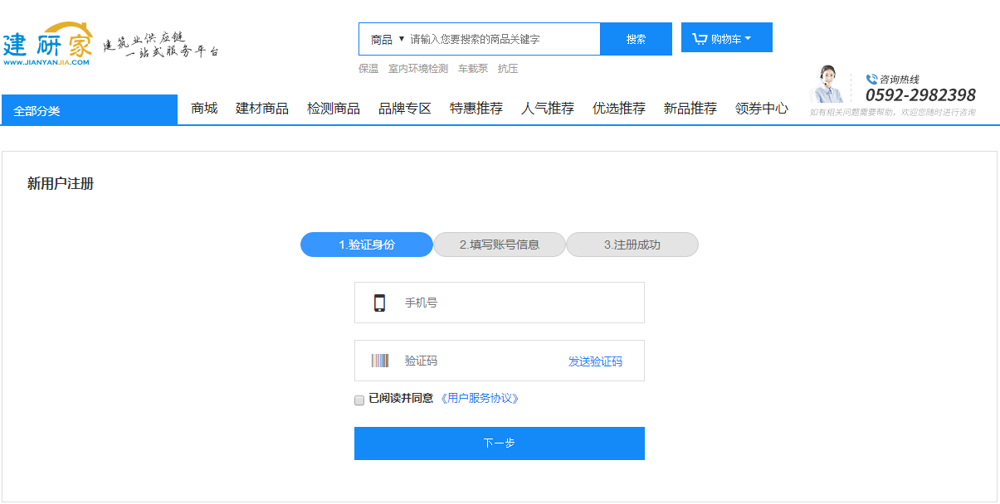 建研家
WWW.JIANYANJIA.COM
建筑业供应链
一站式服务平台
商品 ▼ 请输入您要搜索的商品关键字 搜索
购物车
保温 室内环境检测 车载泵 抗压
咨询热线
0592-2982398
如有相关问题需要帮助，欢迎您随时进行咨询
全部分类 商城 建材商品 检测商品 品牌专区 特惠推荐 人气推荐 优选推荐 新品推荐 领券中心
新用户注册
1.验证身份 2.填写账号信息 3.注册成功
手机号
验证码 发送验证码
已阅读并同意 《用户服务协议》
下一步